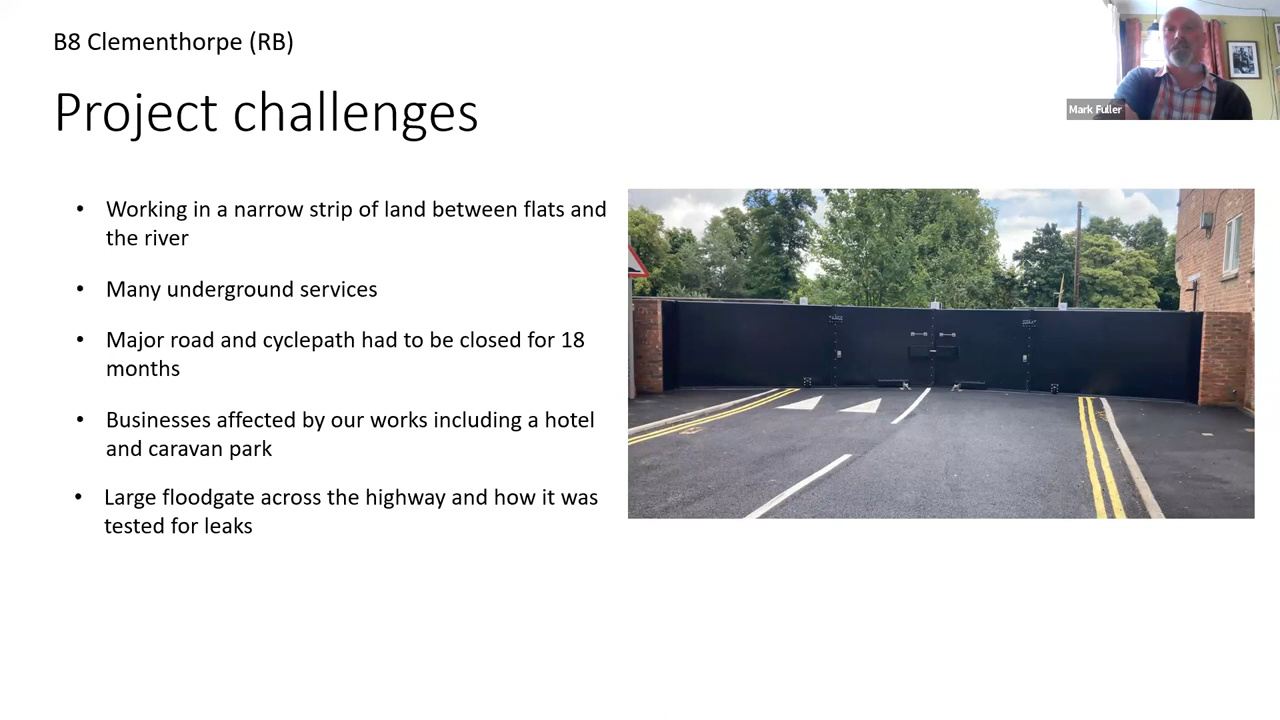 B8 Clementhorpe (RB)
Project challenges
Mark Fuller
• Working in a narrow strip of land between flats and
the river
• Many underground services
• Major road and cyclepath had to be closed for 18
months
• Businesses affected by our works including a hotel
and caravan park
• Large floodgate across the highway and how it was
tested for leaks